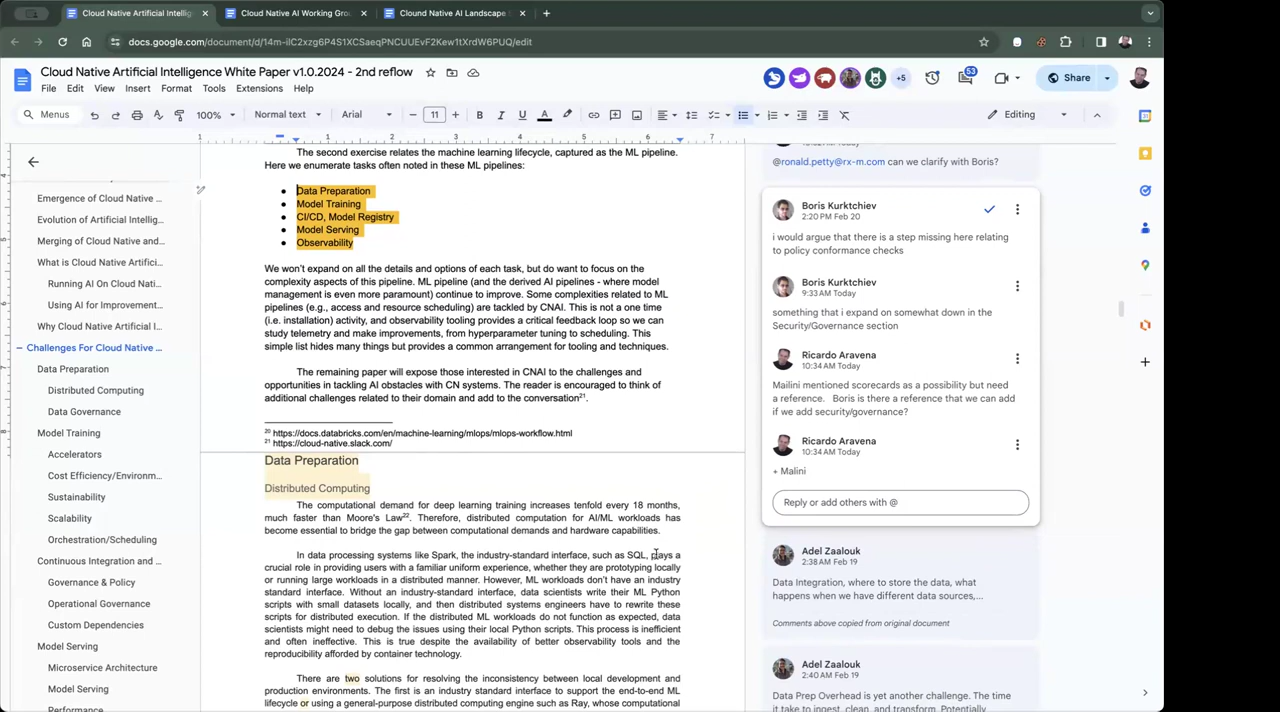 Cloud Native Artificial Intellig
Cloud Native AI Working Gro
Clound Native AI Landscape
docs.google.com/document/d/14m-ilC2xzg6P4S1XCSaeqPNCUUEvF2Kew1tXrdW6PUQ/edit
Cloud Native Artificial Intelligence White Paper v1.0.2024 - 2nd reflow
File Edit View Insert Format Tools Extensions Help
+5
53
Share
Menus
100%
Normal text
Arial
11
B I U A
Editing
1 1 2 3 4 5 6 7
Emergence of Cloud Native ...
Evolution of Artificial Intellig...
Merging of Cloud Native and...
What is Cloud Native Artifici...
Running AI On Cloud Nati...
Using AI for Improvement...
Why Cloud Native Artificial I...
Challenges For Cloud Native ...
Data Preparation
Distributed Computing
Data Governance
Model Training
Accelerators
Cost Efficiency/Environm...
Sustainability
Scalability
Orchestration/Scheduling
Continuous Integration and ...
Governance & Policy
Operational Governance
Custom Dependencies
Model Serving
Microservice Architecture
Model Serving
Performance
The second exercise relates the machine learning lifecycle, captured as the ML pipeline.
Here we enumerate tasks often noted in these ML pipelines:
● Data Preparation
● Model Training
● CI/CD, Model Registry
● Model Serving
● Observability
We won't expand on all the details and options of each task, but do want to focus on the
complexity aspects of this pipeline. ML pipeline (and the derived AI pipelines - where model
management is even more paramount) continue to improve. Some complexities related to ML
pipelines (e.g., access and resource scheduling) are tackled by CNAI. This is not a one time
(i.e. installation) activity, and observability tooling provides a critical feedback loop so we can
study telemetry and make improvements, from hyperparameter tuning to scheduling. This
simple list hides many things but provides a common arrangement for tooling and techniques.
The remaining paper will expose those interested in CNAI to the challenges and
opportunities in tackling AI obstacles with CN systems. The reader is encouraged to think of
additional challenges related to their domain and add to the conversation²¹.
²⁰ https://docs.databricks.com/en/machine-learning/mlops/mlops-workflow.html
²¹ https://cloud-native.slack.com/
Data Preparation
Distributed Computing
The computational demand for deep learning training increases tenfold every 18 months,
much faster than Moore's Law²². Therefore, distributed computation for AI/ML workloads has
become essential to bridge the gap between computational demands and hardware capabilities.
In data processing systems like Spark, the industry-standard interface, such as SQL, plays a
crucial role in providing users with a familiar uniform experience, whether they are prototyping locally
or running large workloads in a distributed manner. However, ML workloads don't have an industry
standard interface. Without an industry-standard interface, data scientists write their ML Python
scripts with small datasets locally, and then distributed systems engineers have to rewrite these
scripts for distributed execution. If the distributed ML workloads do not function as expected, data
scientists might need to debug the issues using their local Python scripts. This process is inefficient
and often ineffective. This is true despite the availability of better observability tools and the
reproducibility afforded by container technology.
There are two solutions for resolving the inconsistency between local development and
production environments. The first is an industry standard interface to support the end-to-end ML
lifecycle or using a general-purpose distributed computing engine such as Ray, whose computational
@ronald.petty@rx-m.com can we clarify with Boris?
Boris Kurktchiev
2:20 PM Feb 20
i would argue that there is a step missing here relating
to policy conformance checks
Boris Kurktchiev
9:33 AM Today
something that i expand on somewhat down in the
Security/Governance section
Ricardo Aravena
10:34 AM Today
Mailini mentioned scorecards as a possibility but need
a reference. Boris is there a reference that we can add
if we add security/governance?
Ricardo Aravena
10:34 AM Today
+ Malini
Reply or add others with @
Adel Zaalouk
2:38 AM Feb 19
Data Integration, where to store the data, what
happens when we have different data sources,...
Comments above copied from original document
Adel Zaalouk
2:40 AM Feb 19
Data Prep Overhead is yet another challenge. The time
it take to ingest, clean, and transform. Potentially